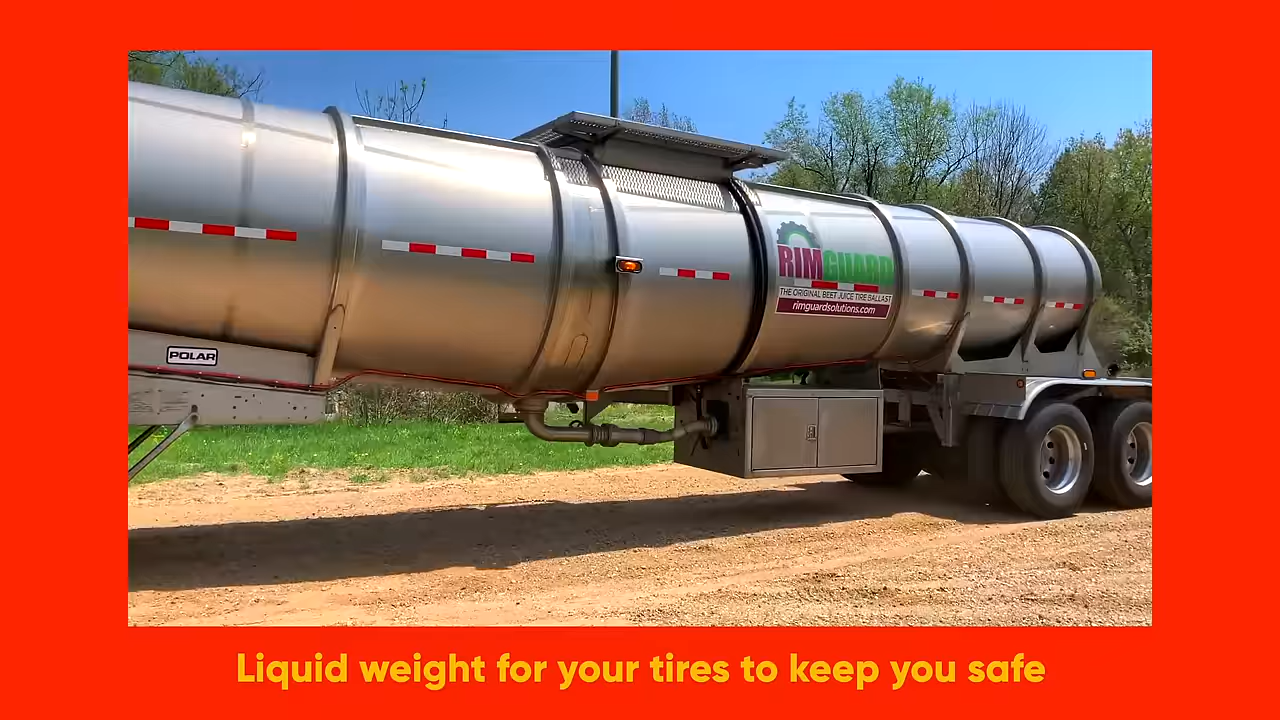 POLAR
RIMGUARD
THE ORIGINAL BEET JUICE TIRE BALLAST
rimguardsolutions.com
Liquid weight for your tires to keep you safe